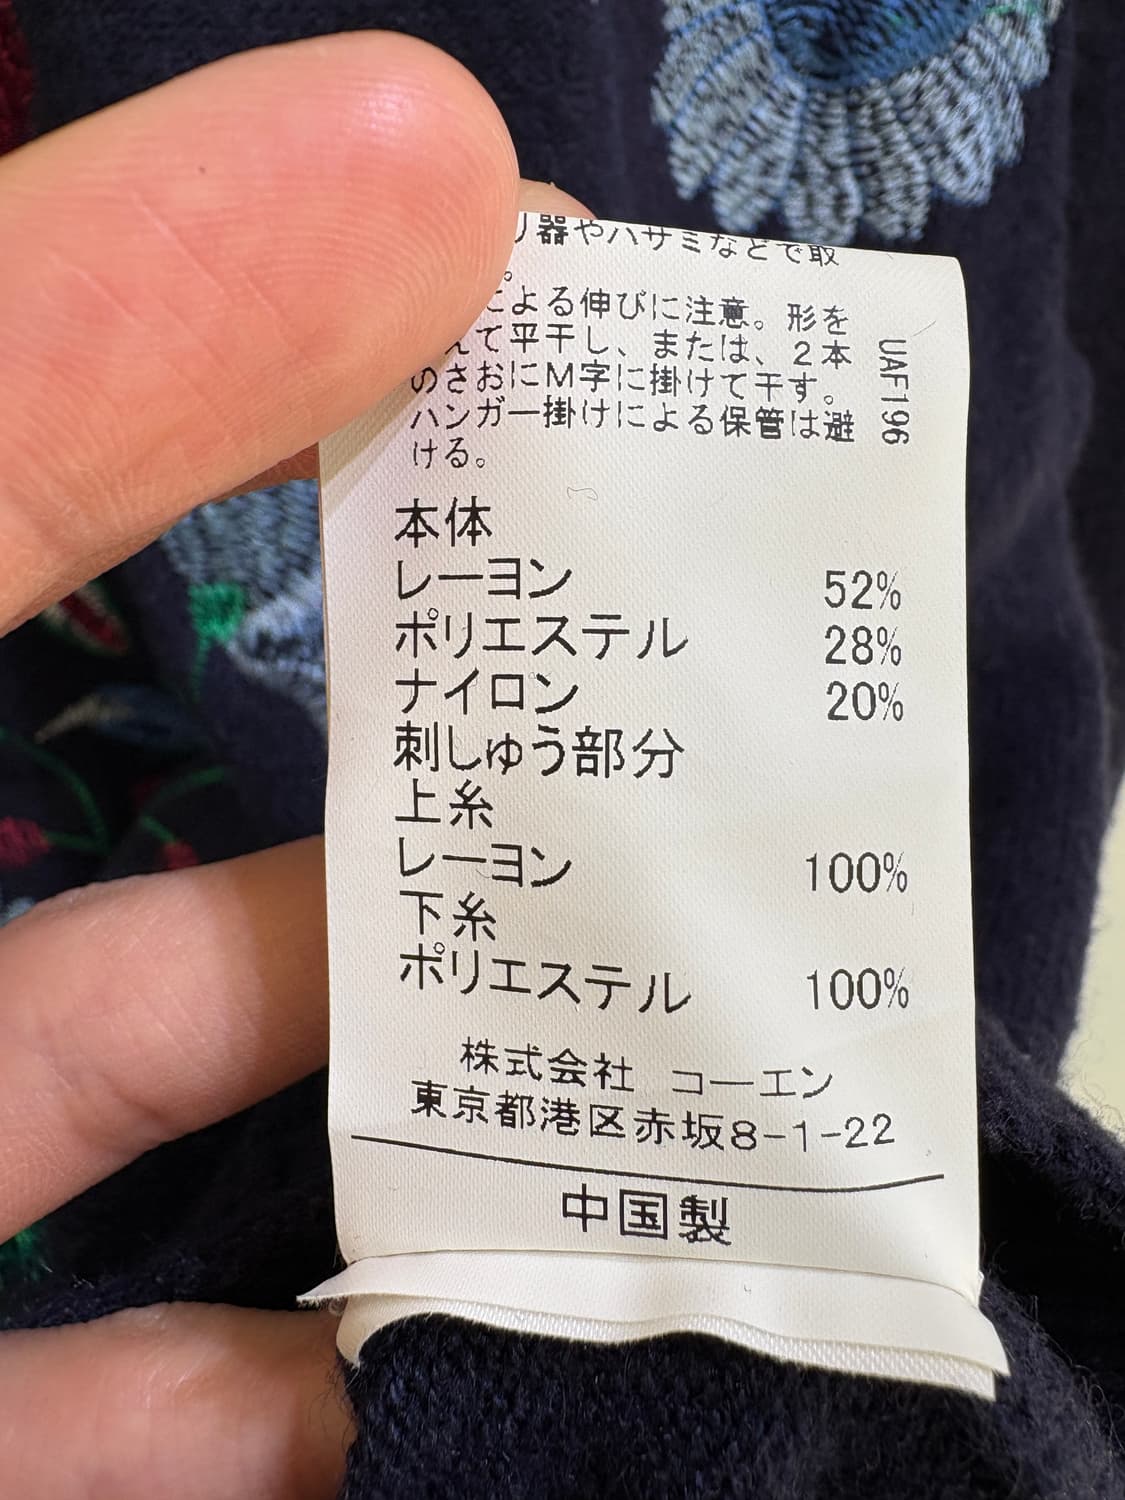 器やハサミなどで取
。
による伸びに注意。形を
えて平干し、または、2本
のさおにM字に掛けて干す。
ハンガー掛けによる保管は避
ける。
UAF196
本体
レーヨン 52%
ポリエステル 28%
ナイロン 20%
刺しゅう部分
上糸
レーヨン 100%
下糸
ポリエステル 100%
株式会社 コーエン
東京都港区赤坂8-1-22
中国製